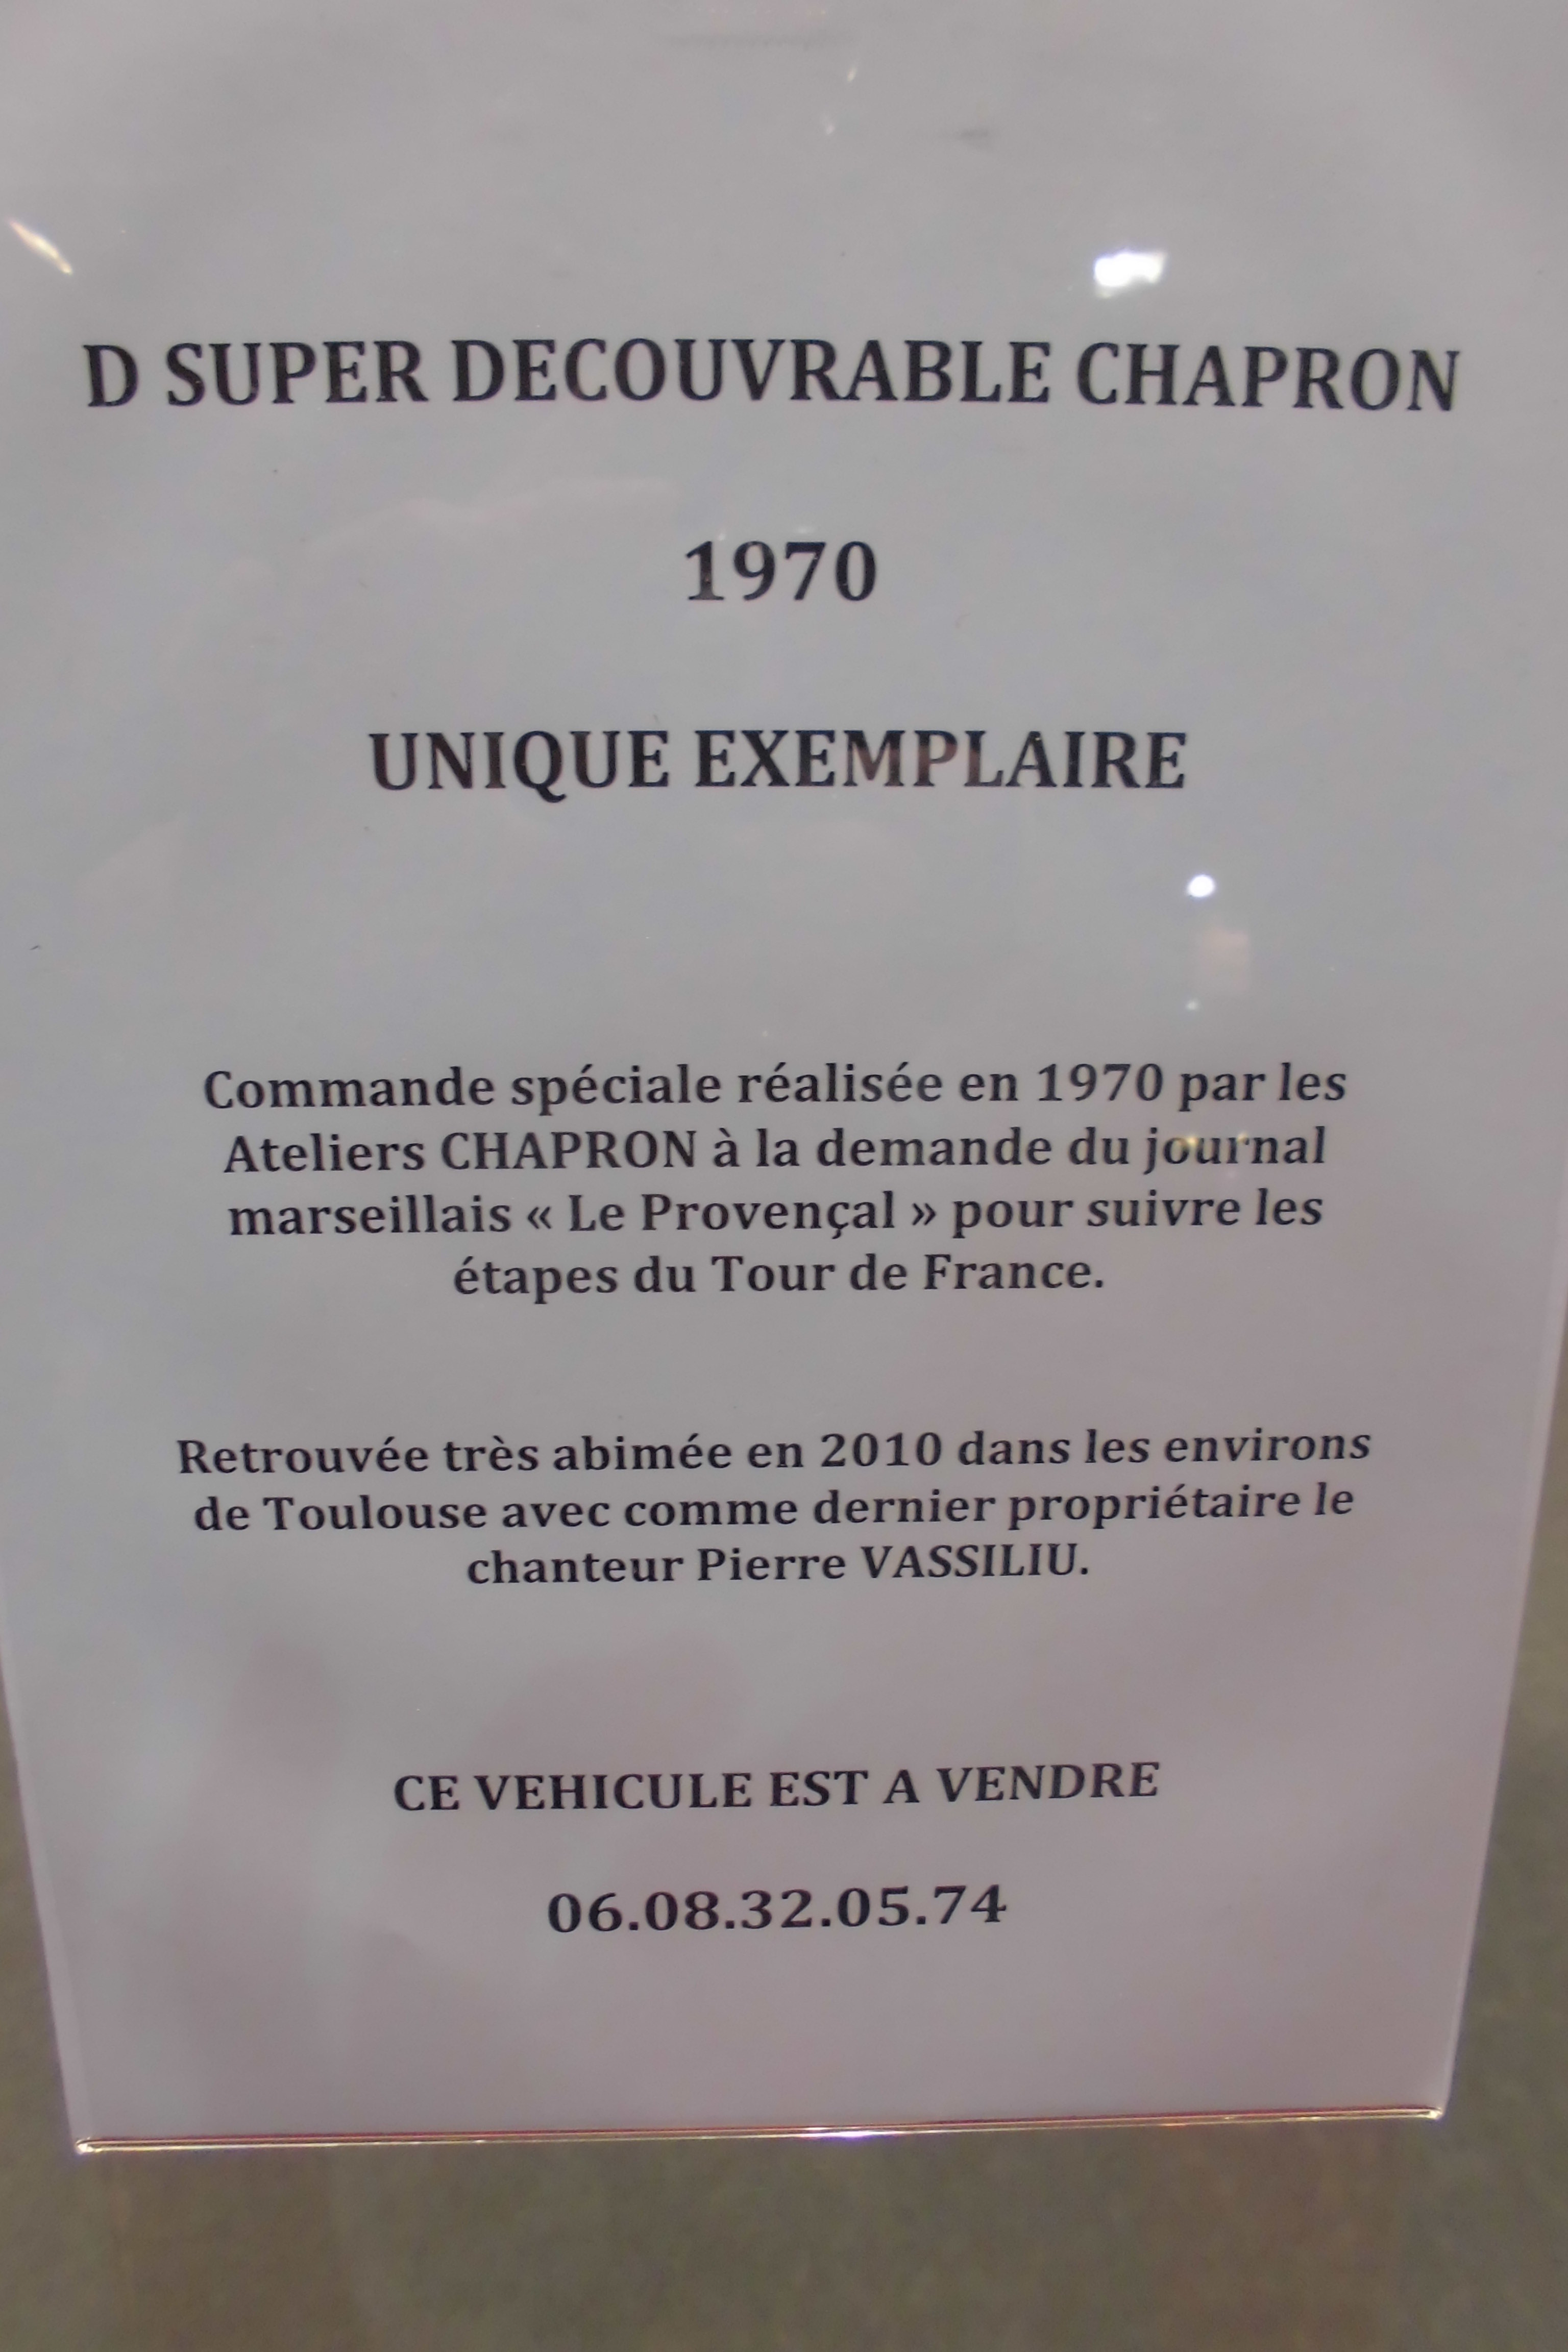 D SUPER DECOUVRABLE CHAPRON
1970
UNIQUE EXEMPLAIRE
Commande spéciale réalisée en 1970 par les
Ateliers CHAPRON à la demande du journal
marseillais « Le Provençal » pour suivre les
étapes du Tour de France.
Retrouvée très abimée en 2010 dans les environs
de Toulouse avec comme dernier propriétaire le
chanteur Pierre VASSILIU.
CE VEHICULE EST A VENDRE
06.08.32.05.74